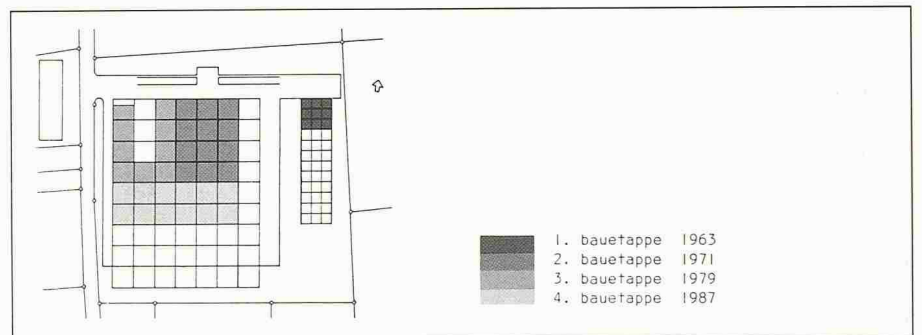 1. bauetappe 1963
2. bauetappe 1971
3. bauetappe 1979
4. bauetappe 1987